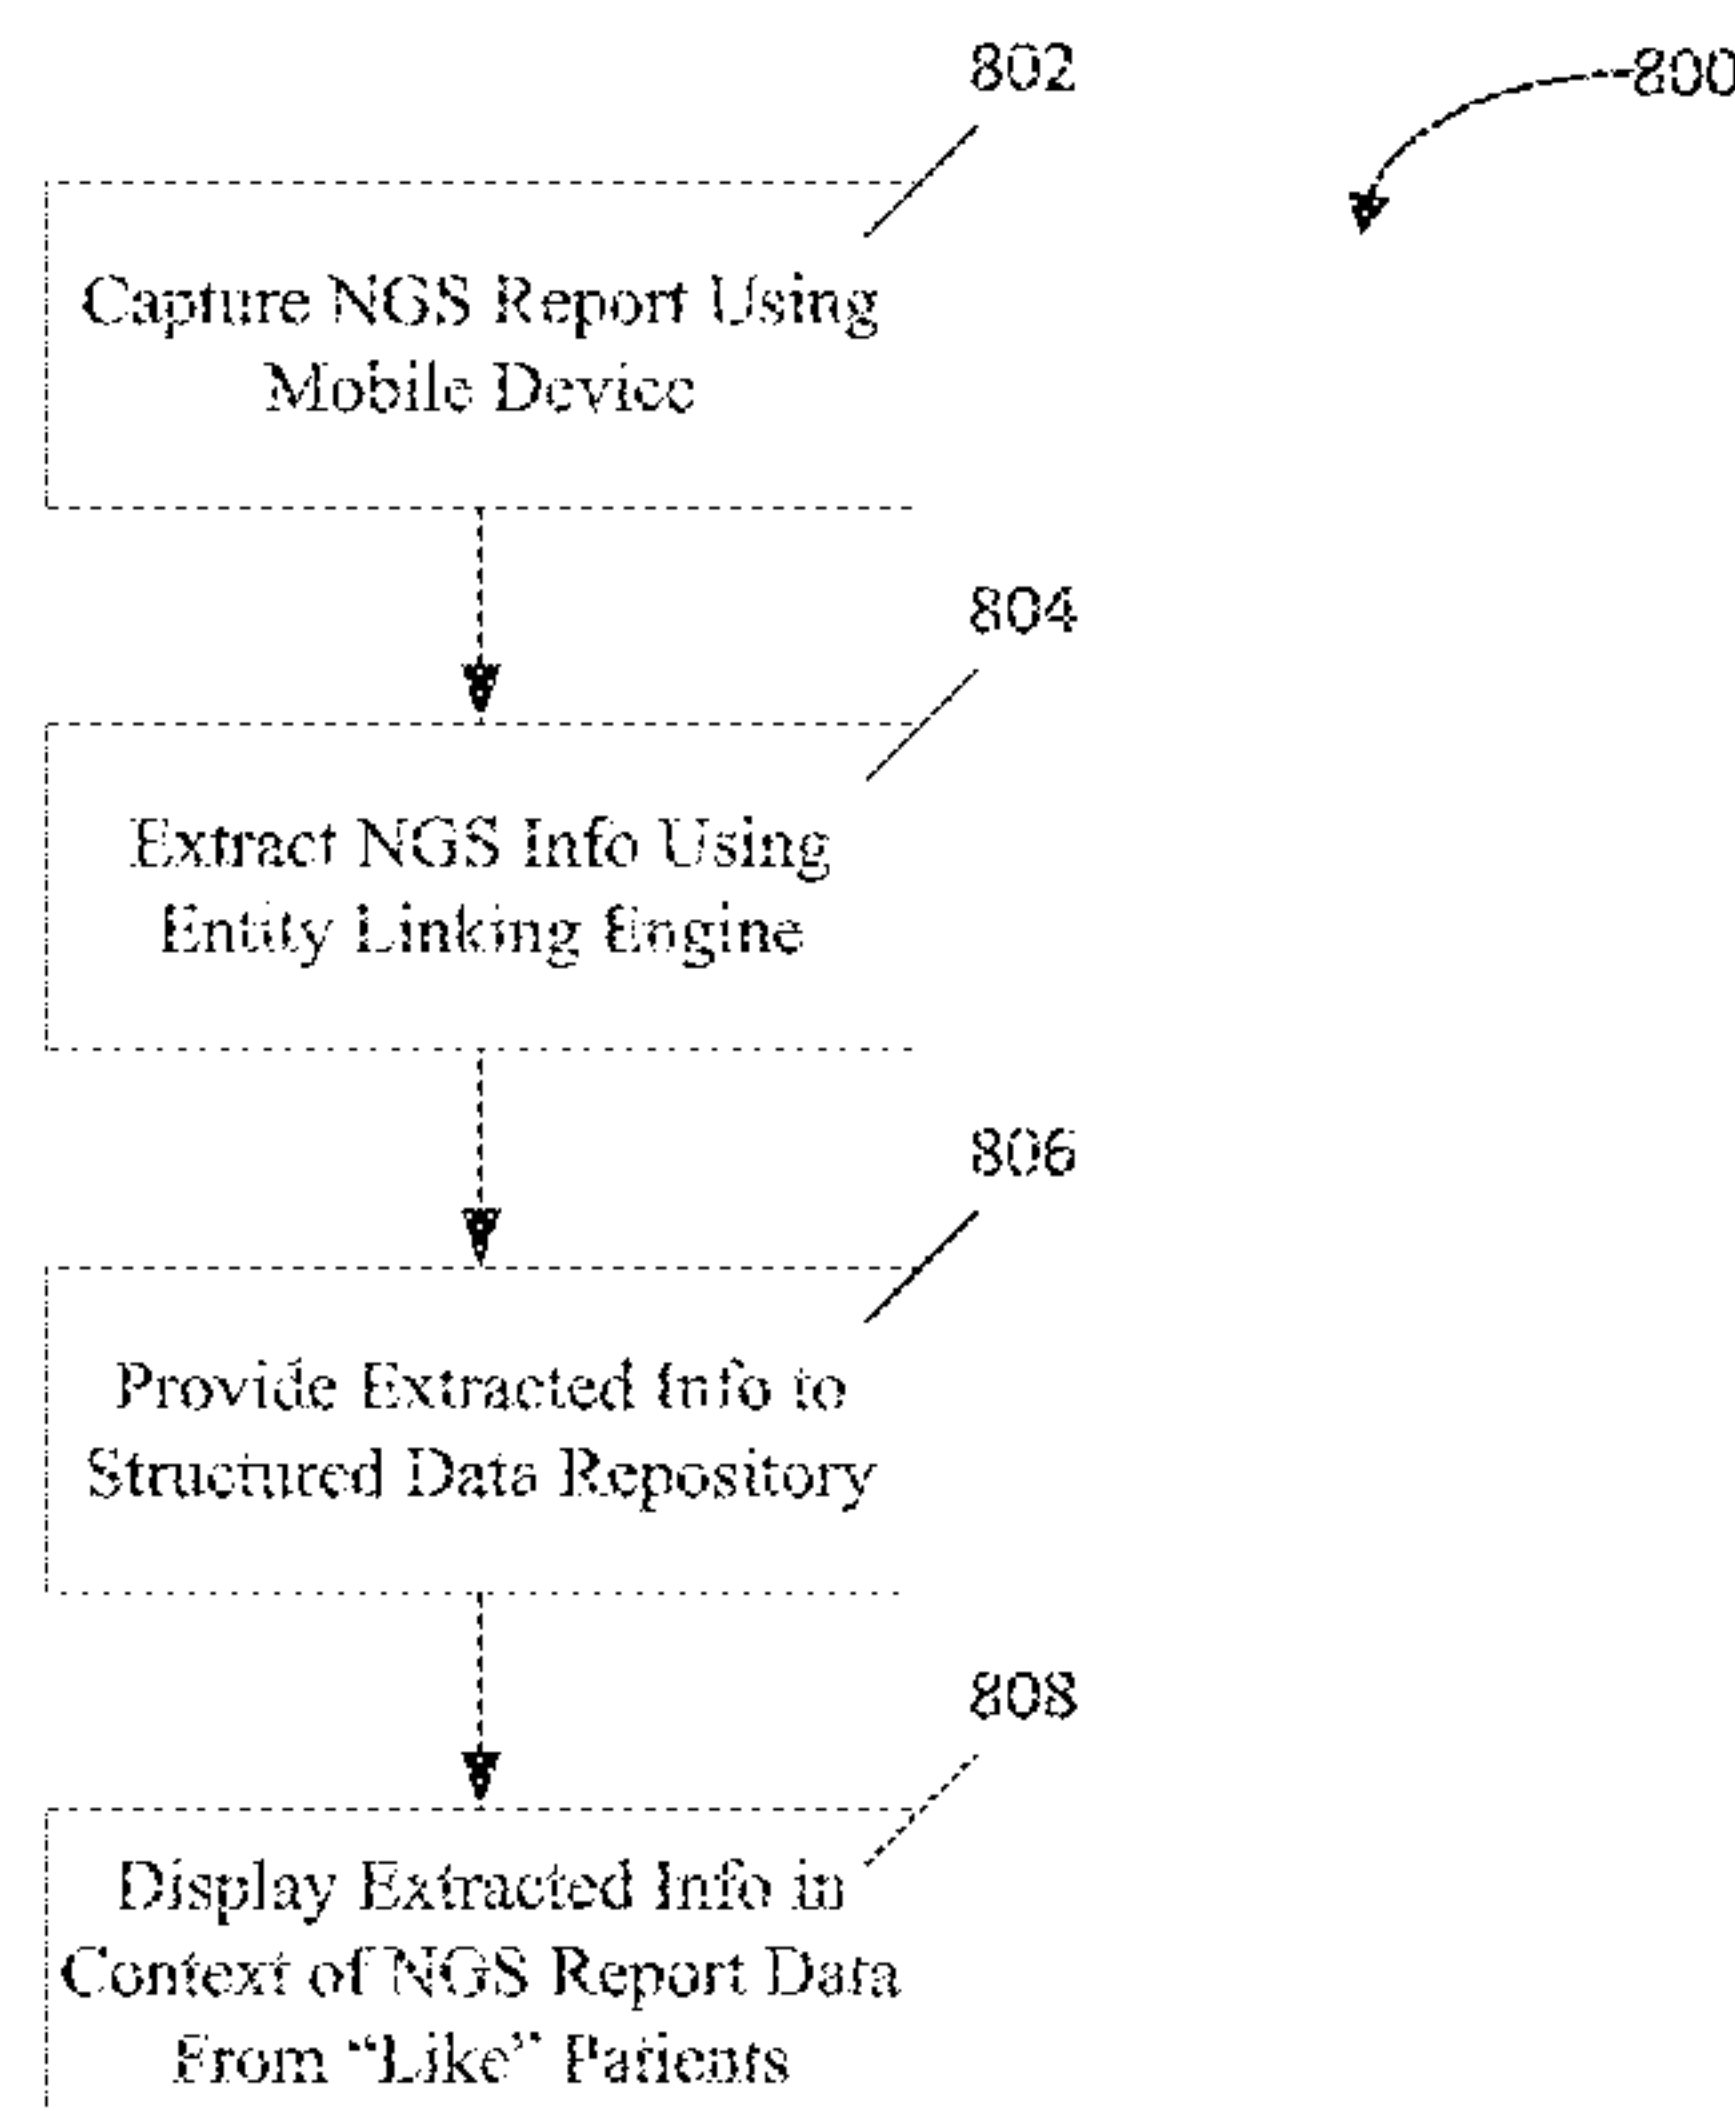 802
800
Capture NGS Report Using
Mobile Device
804
Extract NGS Info Using
Entity Linking Engine
806
Provide Extracted Info to
Structured Data Repository
808
Display Extracted Info in
Context of NGS Report Data
From “Like” Patients